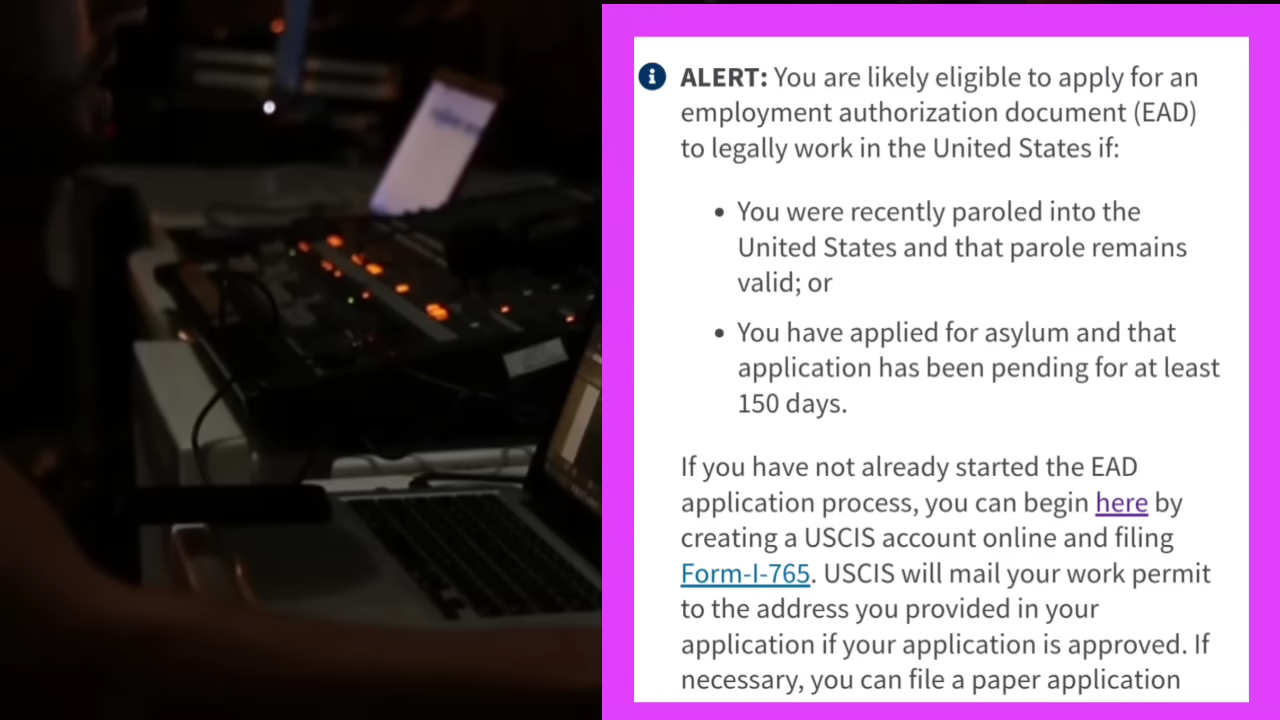 ALERT: You are likely eligible to apply for an
employment authorization document (EAD)
to legally work in the United States if:
• You were recently paroled into the
United States and that parole remains
valid; or
• You have applied for asylum and that
application has been pending for at least
150 days.
If you have not already started the EAD
application process, you can begin here by
creating a USCIS account online and filing
Form-I-765. USCIS will mail your work permit
to the address you provided in your
application if your application is approved. If
necessary, you can file a paper application